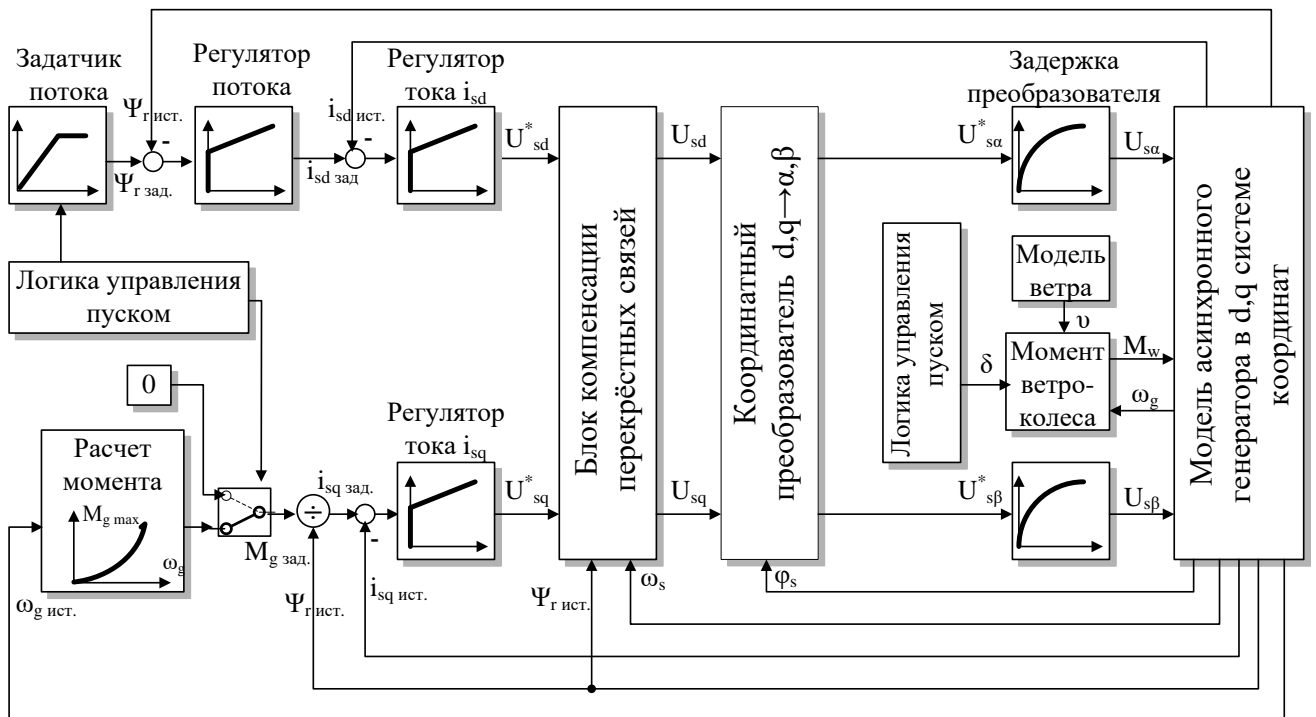 Задатчик
потока
Регулятор
потока
Регулятор
тока i_sd
Задержка
преобразователя
Ψ_r ист.
-
Ψ_r зад.
i_sd ист.
-
i_sd зад
U*_sd
U_sd
U*_sα
U_sα
Логика управления
пуском
0
Расчет
момента
M_g max
ω_g
ω_g ист.
M_g зад.
÷
i_sq зад.
-
Ψ_r ист.
i_sq ист.
Регулятор
тока i_sq
U*_sq
Блок компенсации
перекрёстных связей
Ψ_r ист.
ω_s
U_sq
Координатный
преобразователь d,q→α,β
φ_s
Логика управления
пуском
δ
Модель
ветра
υ
Момент
ветро-
колеса
M_w
ω_g
U*_sβ
U_sβ
Модель асинхронного
генератора в d,q системе
координат